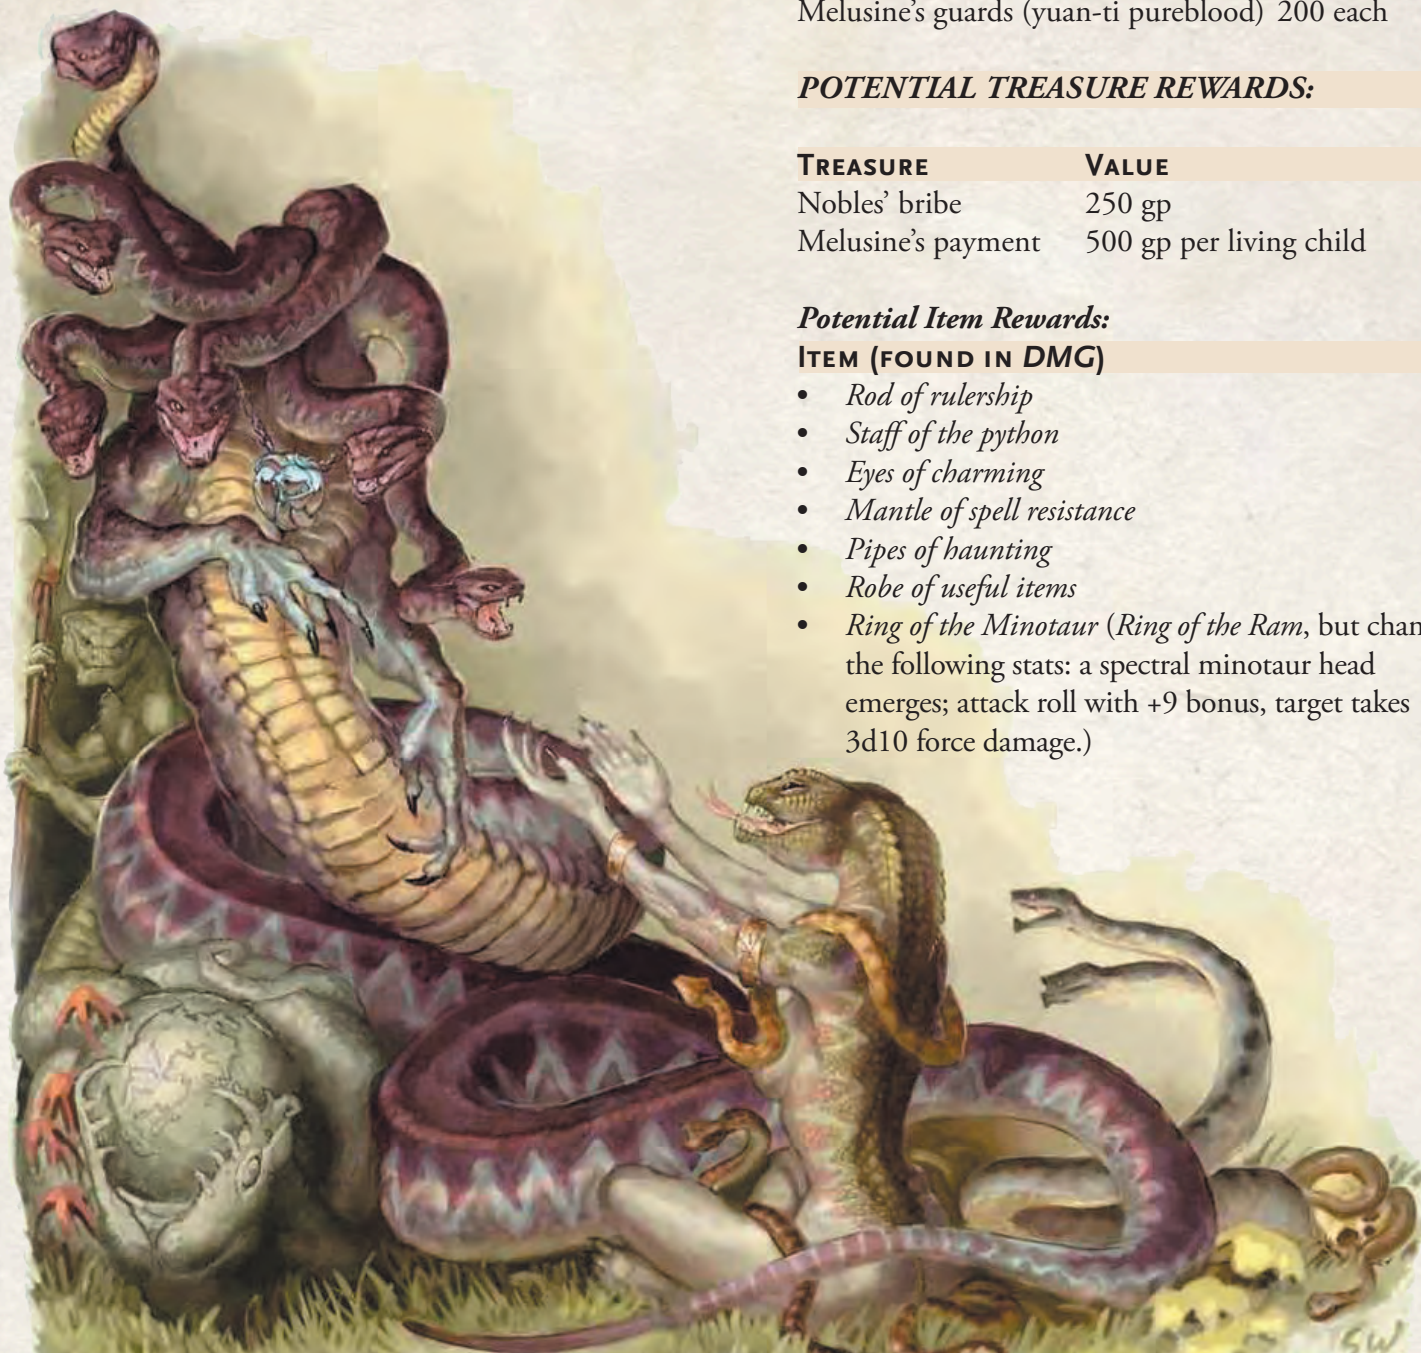 Melusine’s guards (yuan-ti pureblood) 200 each
POTENTIAL TREASURE REWARDS:
TREASURE VALUE
Nobles’ bribe 250 gp
Melusine’s payment 500 gp per living child
Potential Item Rewards:
ITEM (FOUND IN DMG)
• Rod of rulership
• Staff of the python
• Eyes of charming
• Mantle of spell resistance
• Pipes of haunting
• Robe of useful items
• Ring of the Minotaur (Ring of the Ram, but
the following stats: a spectral minotaur head
emerges; attack roll with +9 bonus, target takes
3d10 force damage.)
SW